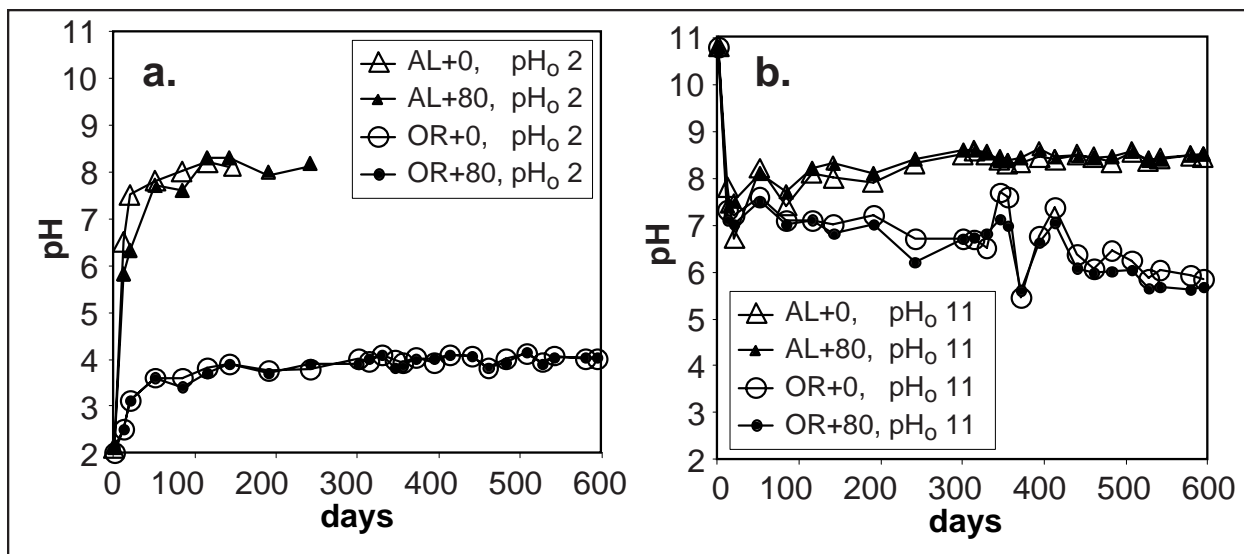 a.
AL+0, pHo 2
AL+80, pHo 2
OR+0, pHo 2
OR+80, pHo 2
pH
11
10
9
8
7
6
5
4
3
2
0 100 200 300 400 500 600
days
b.
AL+0, pHo 11
AL+80, pHo 11
OR+0, pHo 11
OR+80, pHo 11
pH
11
10
9
8
7
6
5
4
3
2
0 100 200 300 400 500 600
days